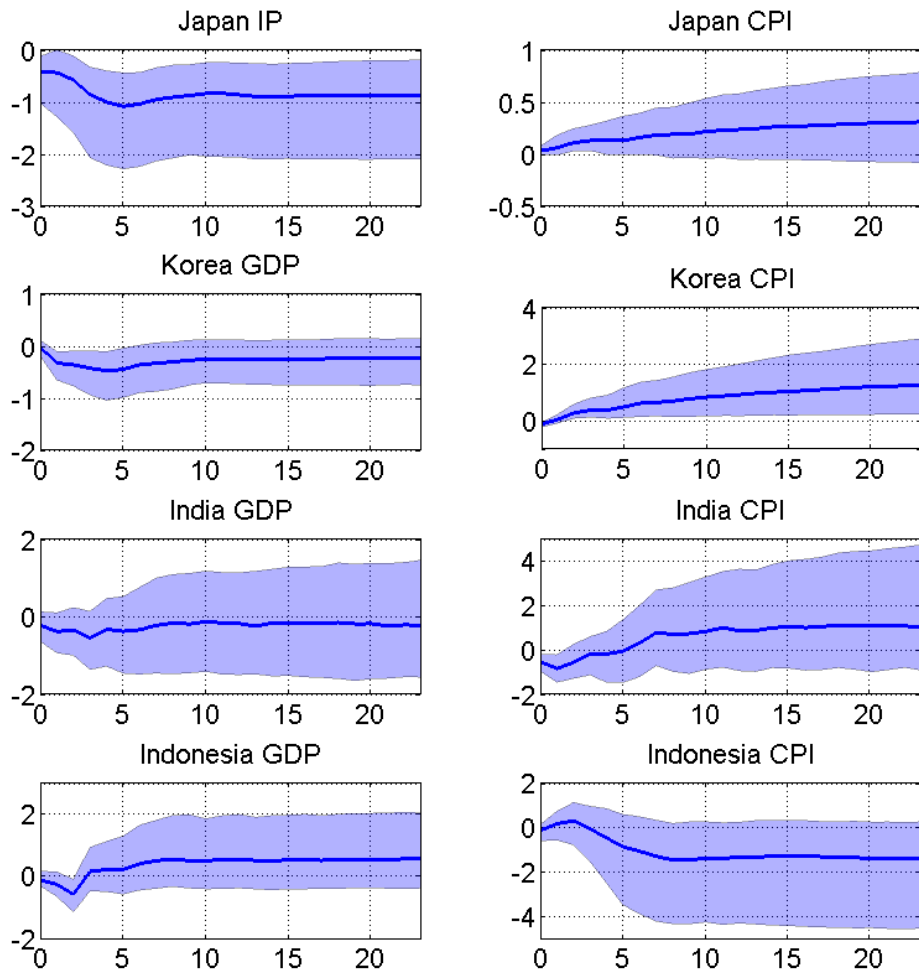 Japan IP
Japan CPI
0
-1
-2
-3
0 5 10 15 20
1
0.5
0
-0.5
0 5 10 15 20
Korea GDP
Korea CPI
1
0
-1
-2
0 5 10 15 20
4
2
0
0 5 10 15 20
India GDP
India CPI
2
0
-2
0 5 10 15 20
4
2
0
-2
0 5 10 15 20
Indonesia GDP
Indonesia CPI
2
0
-2
0 5 10 15 20
2
0
-2
-4
0 5 10 15 20